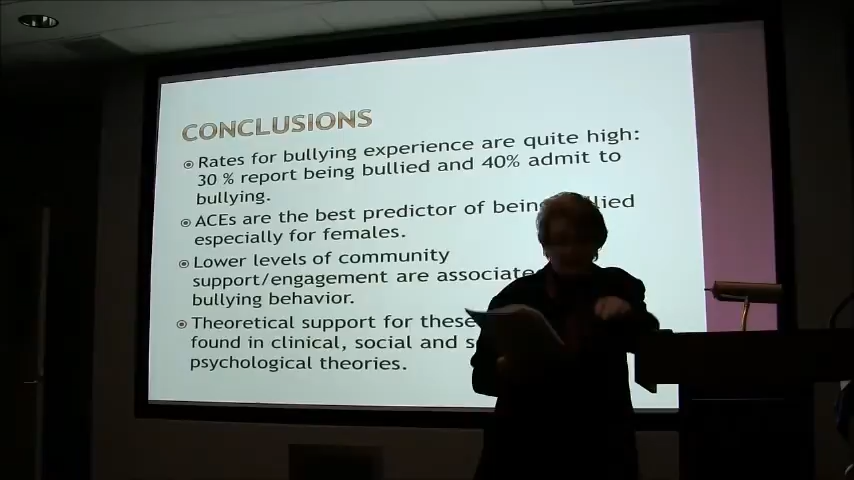 CONCLUSIONS
Rates for bullying experience are quite high:
30 % report being bullied and 40% admit to
bullying.
ACEs are the best predictor of being
especially for females.
Lower levels of community
support/engagement are
bullying behavior.
Theoretical support for these
found in clinical, social and
psychological theories.